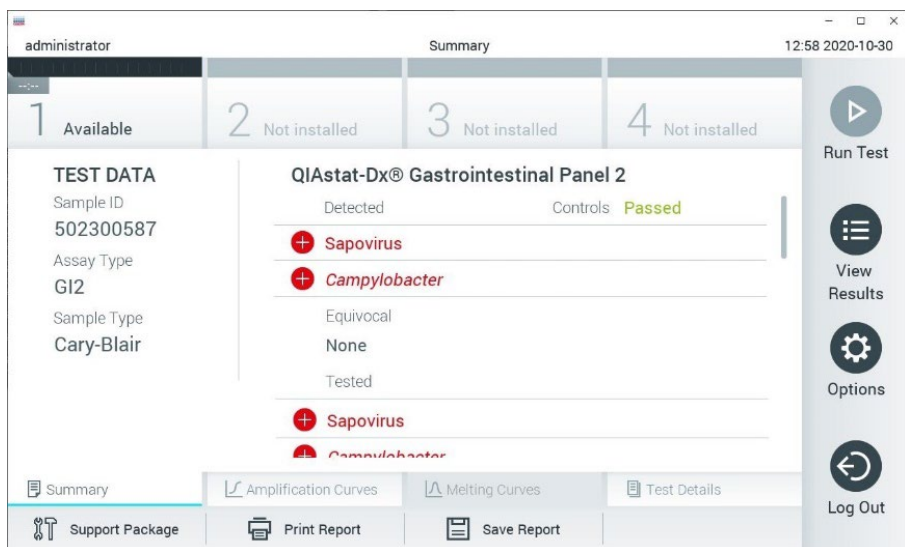 administrator
Summary
12:58 2020-10-30
--:--
1 Available
2 Not installed
3 Not installed
4 Not installed
Run Test
View
Results
Options
Log Out
TEST DATA
Sample ID
502300587
Assay Type
GI2
Sample Type
Cary-Blair
QIAstat-Dx® Gastrointestinal Panel 2
Detected Controls Passed
Sapovirus
Campylobacter
Equivocal
None
Tested
Sapovirus
Campylobacter
Summary
Amplification Curves
Melting Curves
Test Details
Support Package
Print Report
Save Report